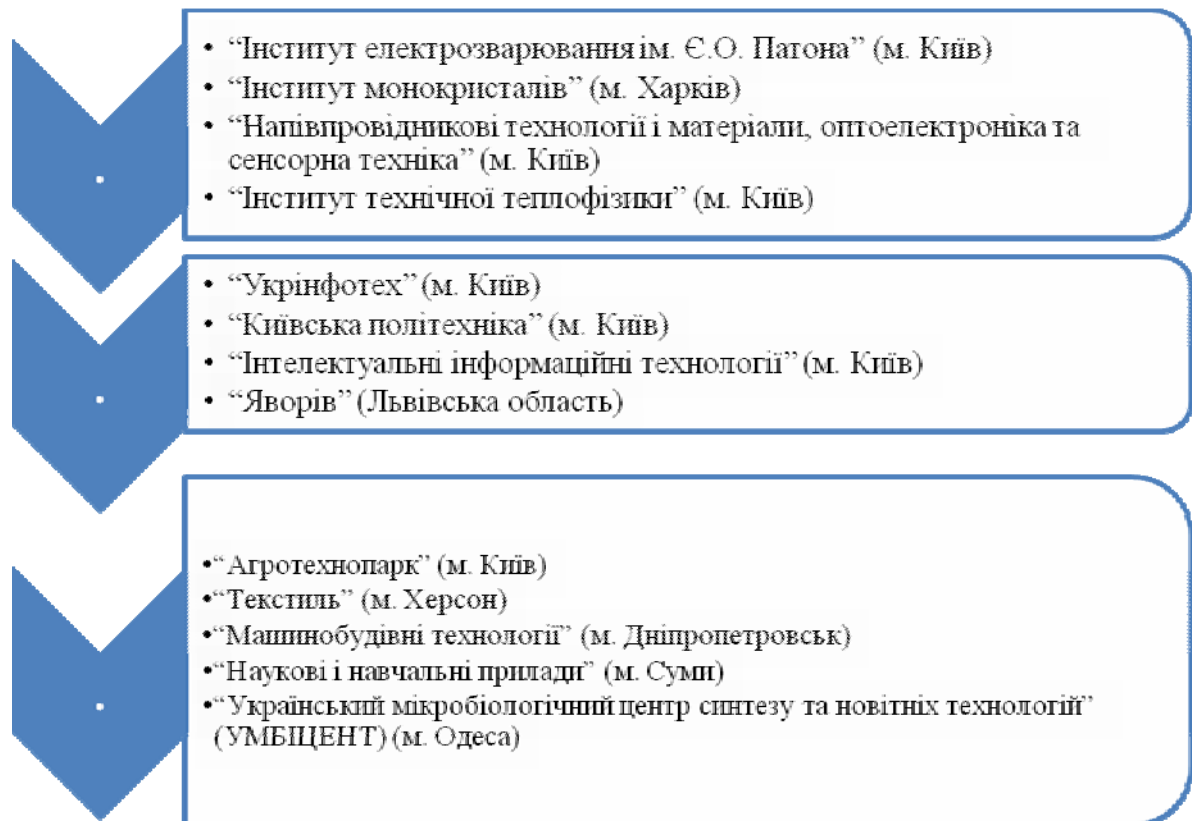 • “Інститут електрозварювання ім. Є.О. Патона” (м. Київ)
• “Інститут монокристалів” (м. Харків)
• “Напівпровідникові технології і матеріали, оптоелектроніка та
сенсорна техніка” (м. Київ)
• “Інститут технічної теплофізики” (м. Київ)
• “Укрінфотех” (м. Київ)
• “Київська політехніка” (м. Київ)
• “Інтелектуальні інформаційні технології” (м. Київ)
• “Яворів” (Львівська область)
•“Агротехнопарк” (м. Київ)
•“Текстиль” (м. Херсон)
•“Машинобудівні технології” (м. Дніпропетровськ)
•“Наукові і навчальні прилади” (м. Суми)
•“Український мікробіологічний центр синтезу та новітніх технологій”
(УМБІЦЕНТ) (м. Одеса)